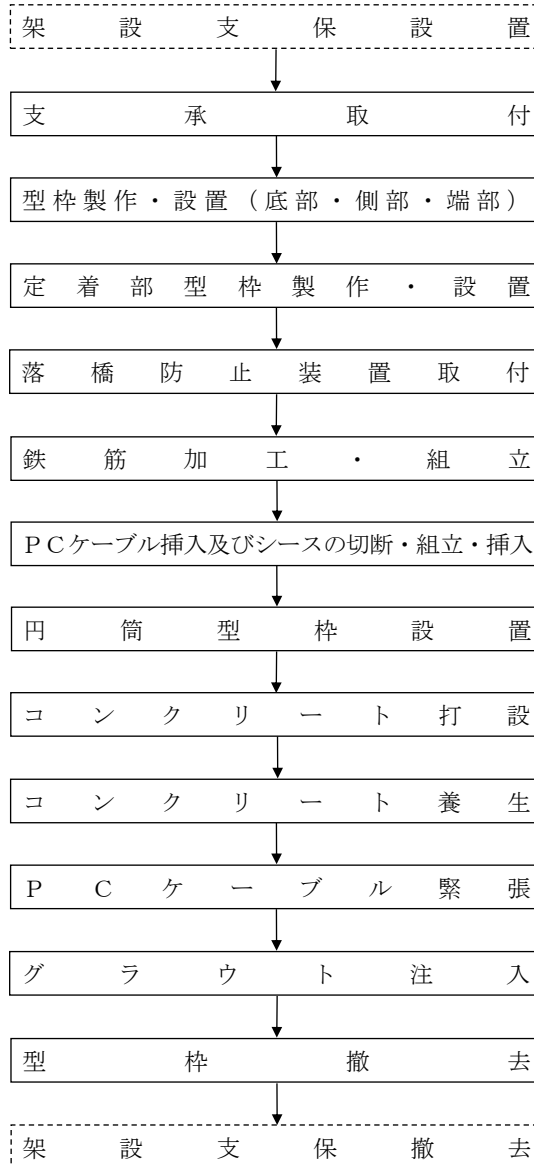 架設支保設置
支承取付
型枠製作・設置(底部・側部・端部)
定着部型枠製作・設置
落橋防止装置取付
鉄筋加工・組立
PCケーブル挿入及びシースの切断・組立・挿入
円筒型枠設置
コンクリート打設
コンクリート養生
PCケーブル緊張
グラウト注入
型枠撤去
架設支保撤去